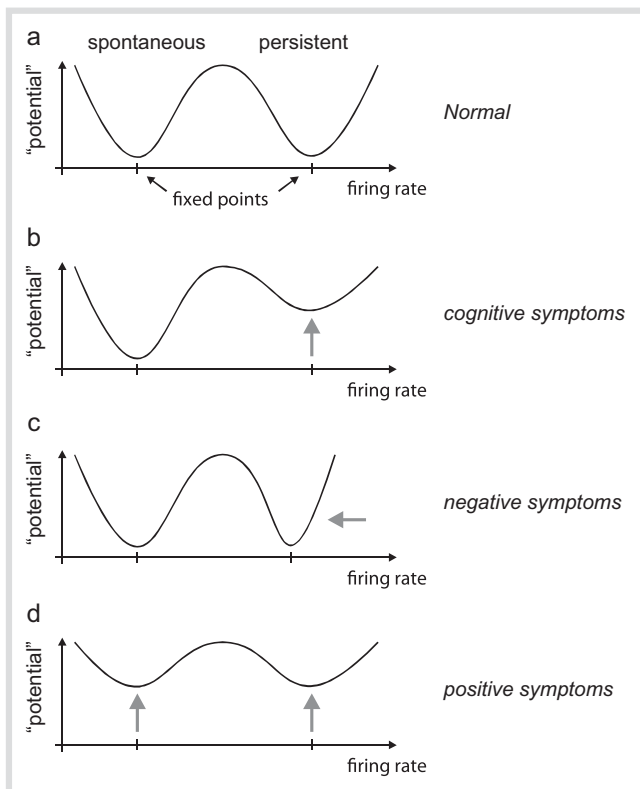 a
spontaneous persistent
"potential"
Normal
fixed points
firing rate
b
"potential"
cognitive symptoms
firing rate
c
"potential"
negative symptoms
firing rate
d
"potential"
positive symptoms
firing rate